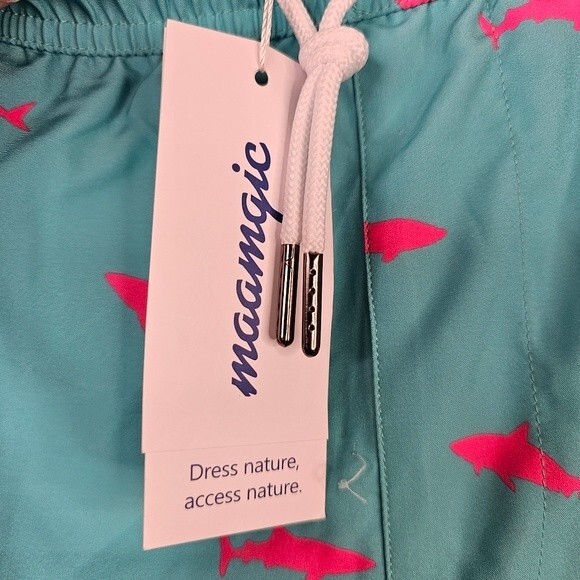 maamgic
Dress nature,
access nature.